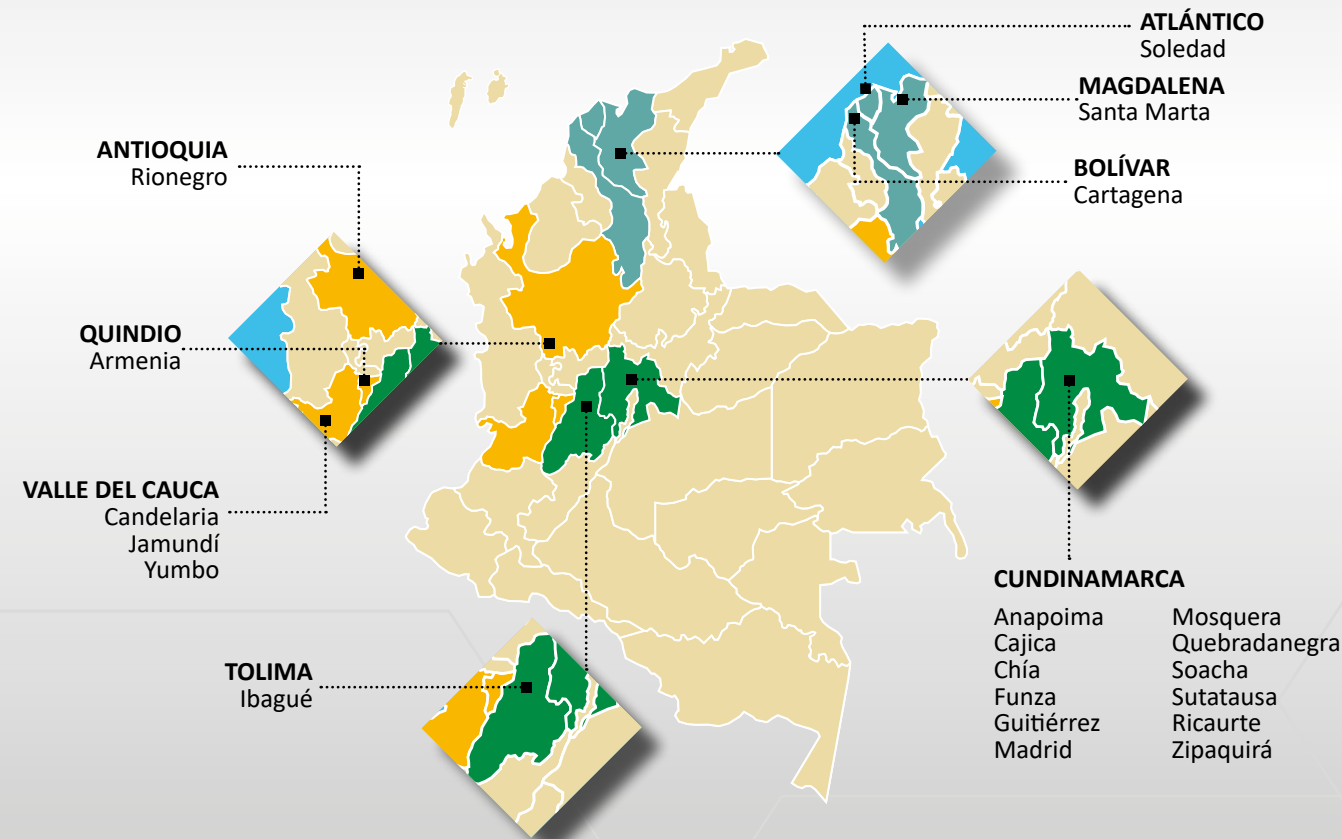 ATLÁNTICO
Soledad
MAGDALENA
Santa Marta
BOLÍVAR
Cartagena
ANTIOQUIA
Rionegro
QUINDIO
Armenia
VALLE DEL CAUCA
Candelaria
Jamundí
Yumbo
TOLIMA
Ibagué
CUNDINAMARCA
Anapoima
Cajica
Chía
Funza
Guitiérrez
Madrid
Mosquera
Quebradanegra
Soacha
Sutatausa
Ricaurte
Zipaquirá